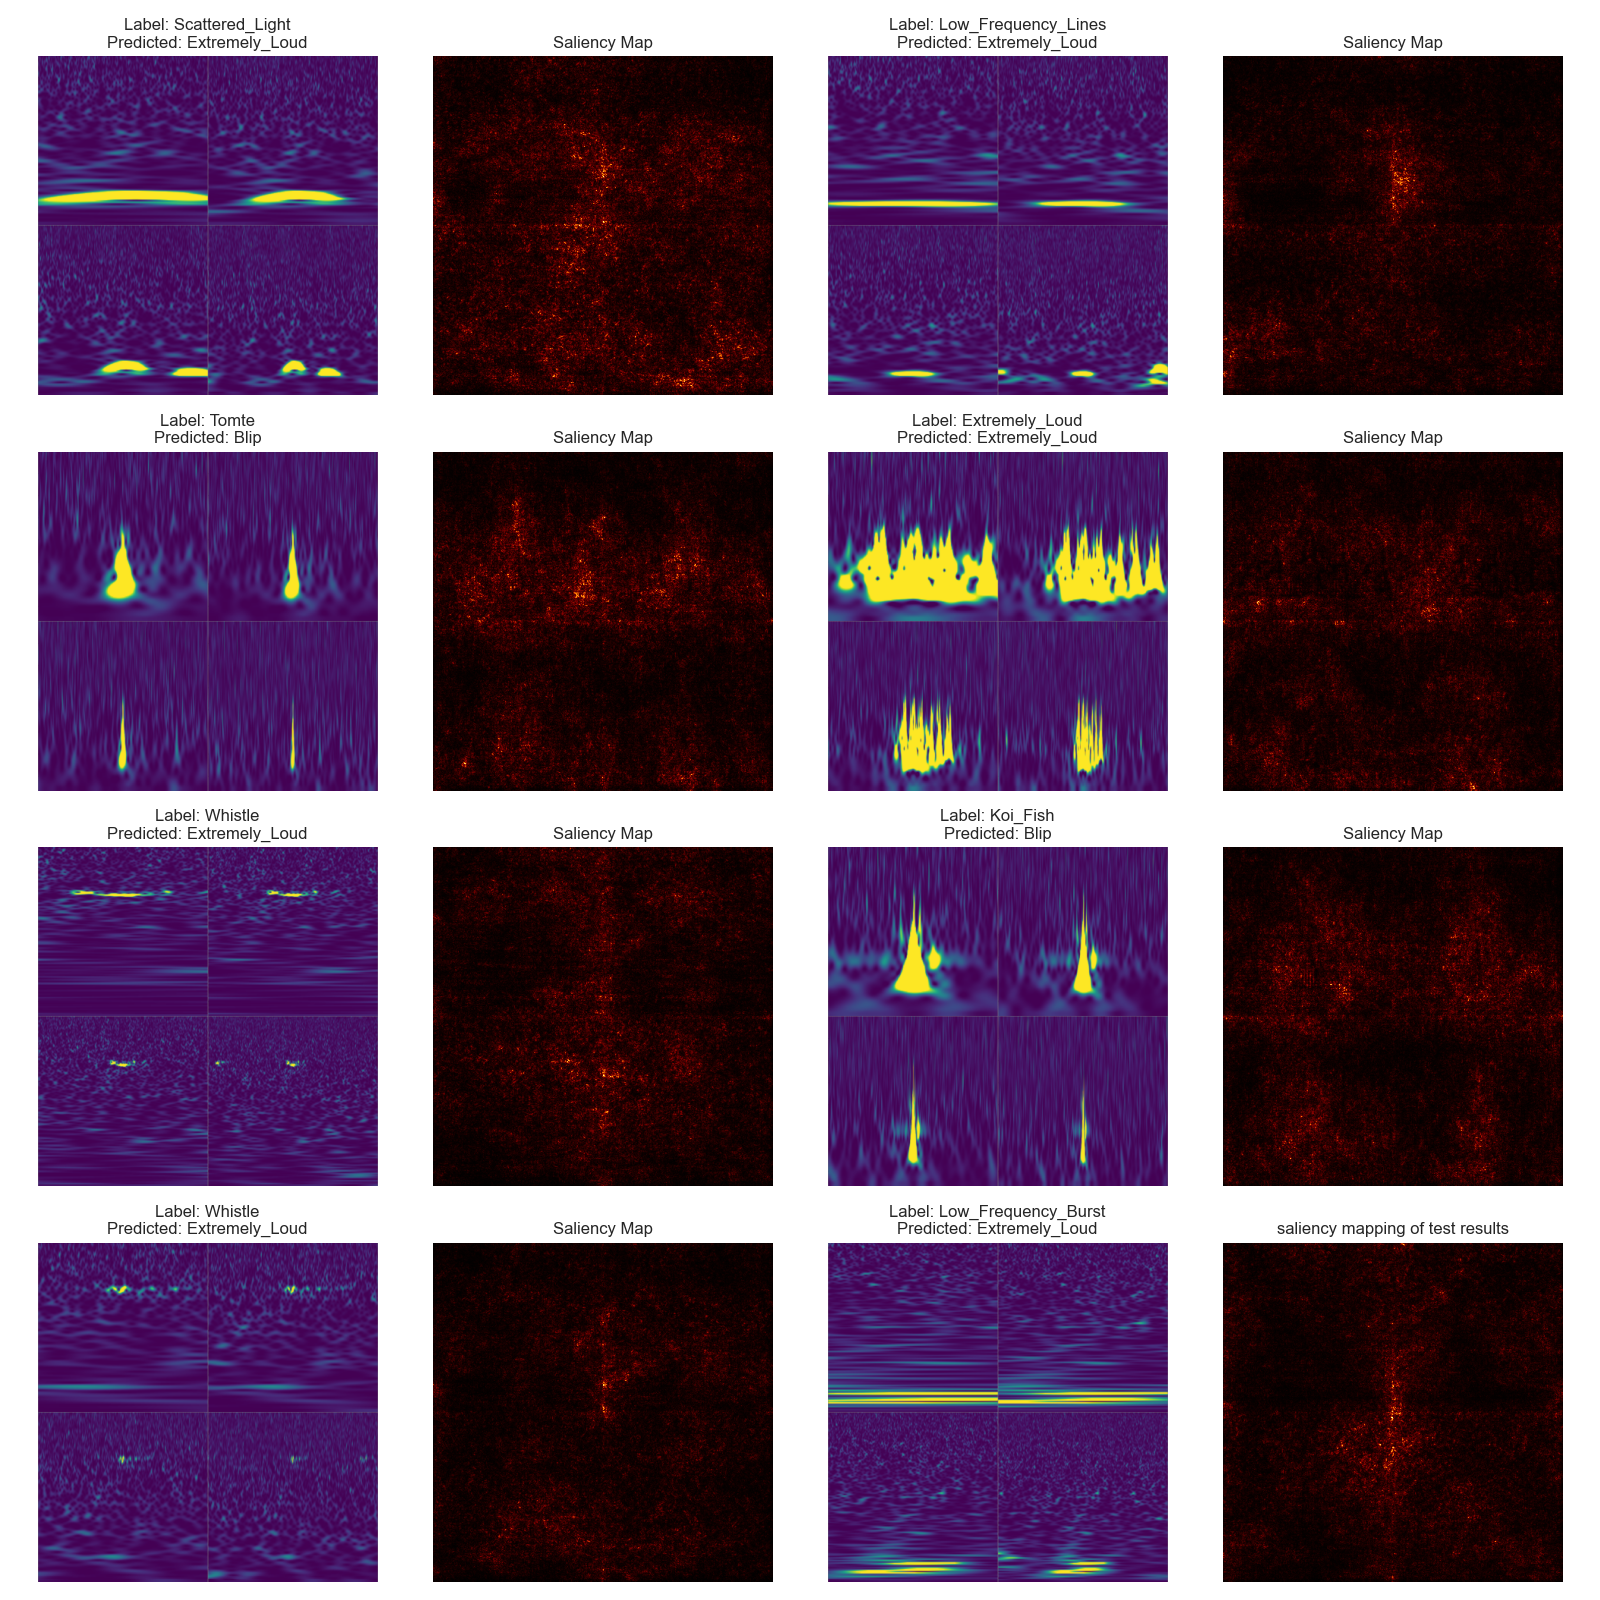 Label: Scattered_Light
Predicted: Extremely_Loud
Saliency Map
Label: Low_Frequency_Lines
Predicted: Extremely_Loud
Saliency Map
Label: Tomte
Predicted: Blip
Saliency Map
Label: Extremely_Loud
Predicted: Extremely_Loud
Saliency Map
Label: Whistle
Predicted: Extremely_Loud
Saliency Map
Label: Koi_Fish
Predicted: Blip
Saliency Map
Label: Whistle
Predicted: Extremely_Loud
Saliency Map
Label: Low_Frequency_Burst
Predicted: Extremely_Loud
saliency mapping of test results